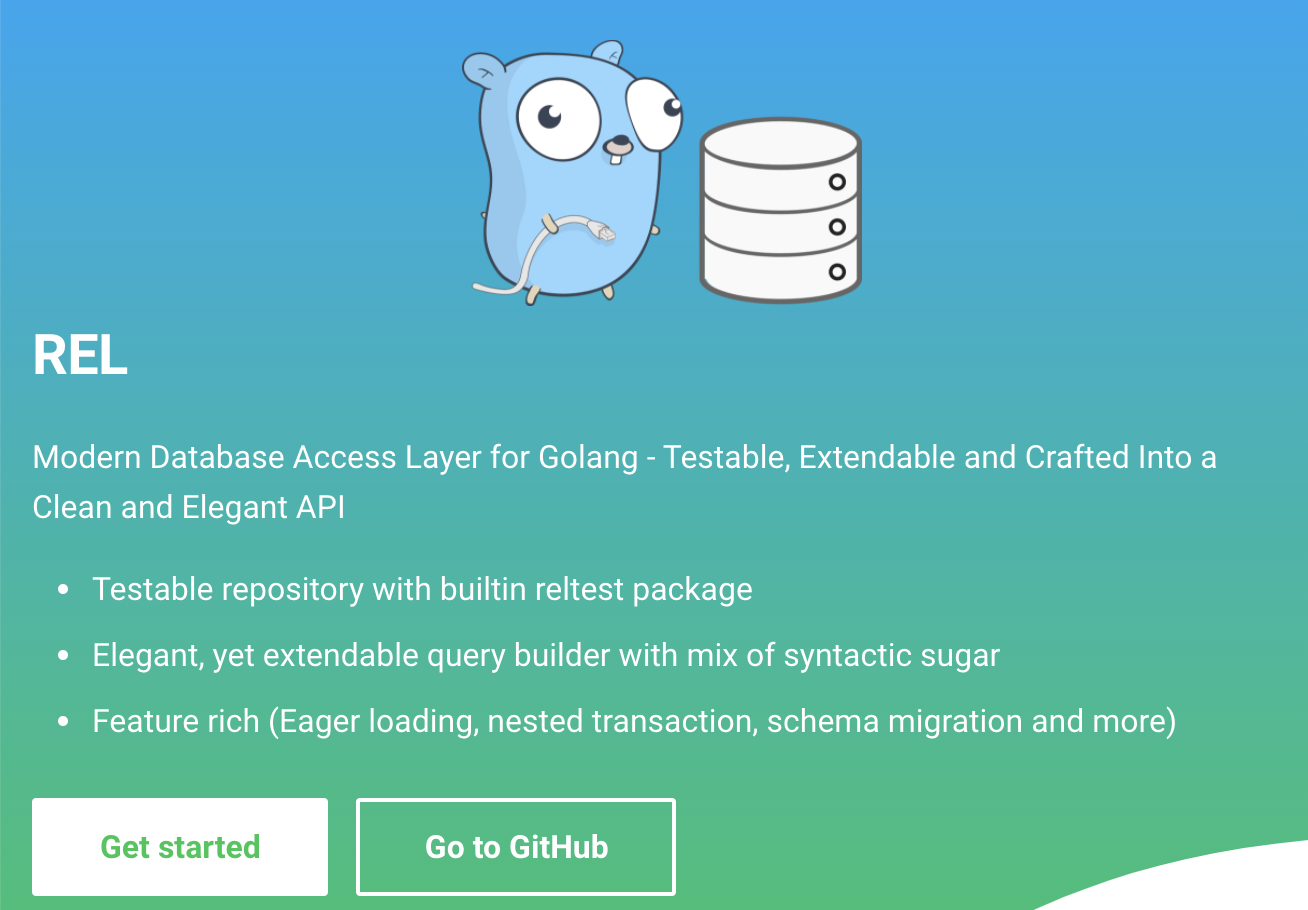 REL
Modern Database Access Layer for Golang - Testable, Extendable and Crafted Into a
Clean and Elegant API
Testable repository with builtin reltest package
Elegant, yet extendable query builder with mix of syntactic sugar
Feature rich (Eager loading, nested transaction, schema migration and more)
Get started
Go to GitHub